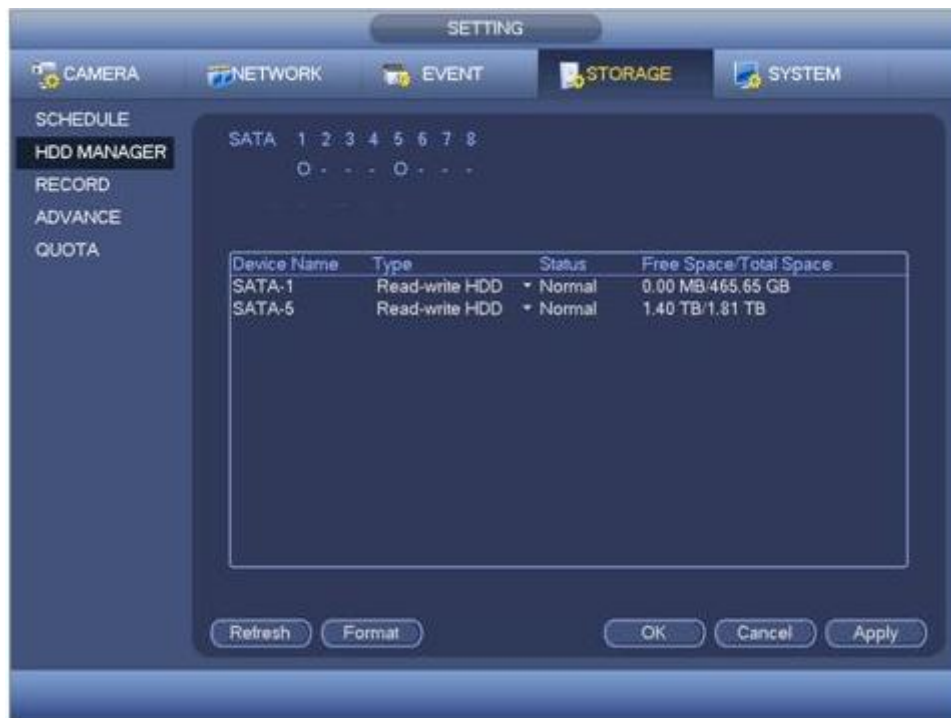 SETTING
CAMERA NETWORK EVENT STORAGE SYSTEM
SCHEDULE
HDD MANAGER
RECORD
ADVANCE
QUOTA
SATA 1 2 3 4 5 6 7 8
O - - - O - - -
Device Name Type Status Free Space/Total Space
SATA-1 Read-write HDD Normal 0.00 MB/465.65 GB
SATA-5 Read-write HDD Normal 1.40 TB/1.81 TB
Refresh Format OK Cancel Apply